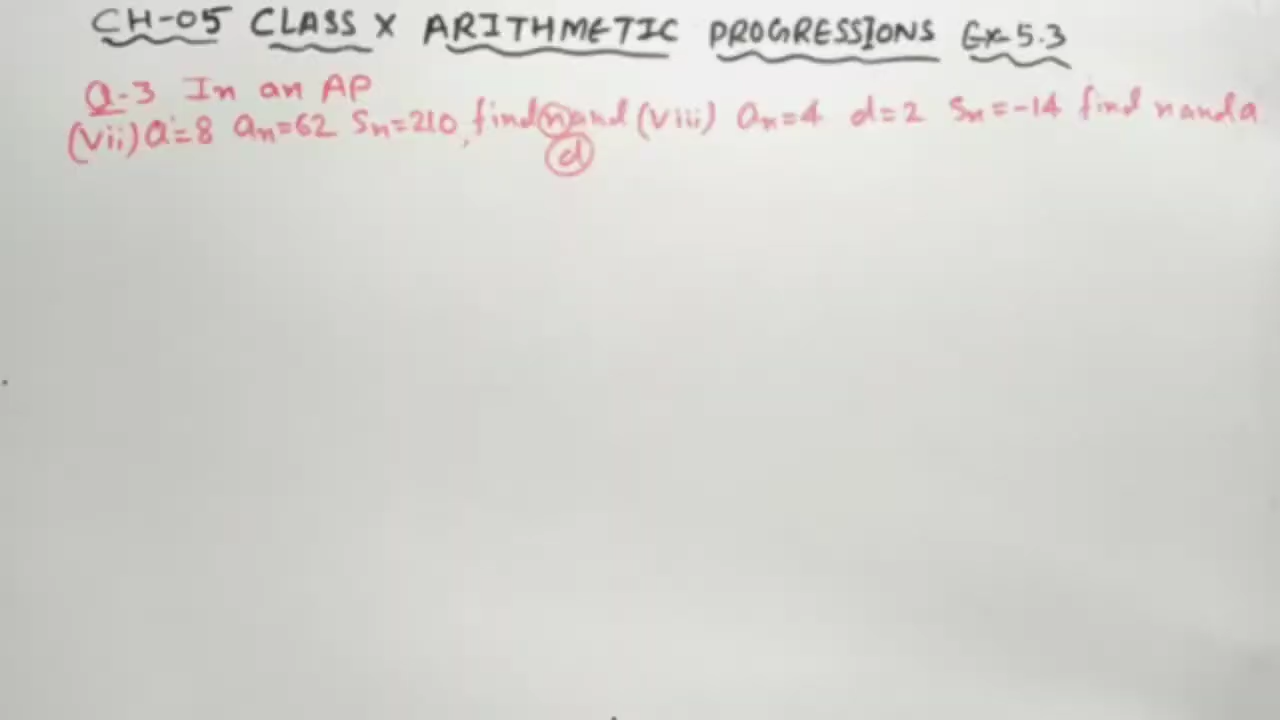 CH-05 CLASS X ARITHMETIC PROGRESSIONS Ex-5.3
Q-3 In an AP
(vii) a=8 an=62 Sn=210, find n and d (viii) an=4 d=2 Sn=-14 find n and a